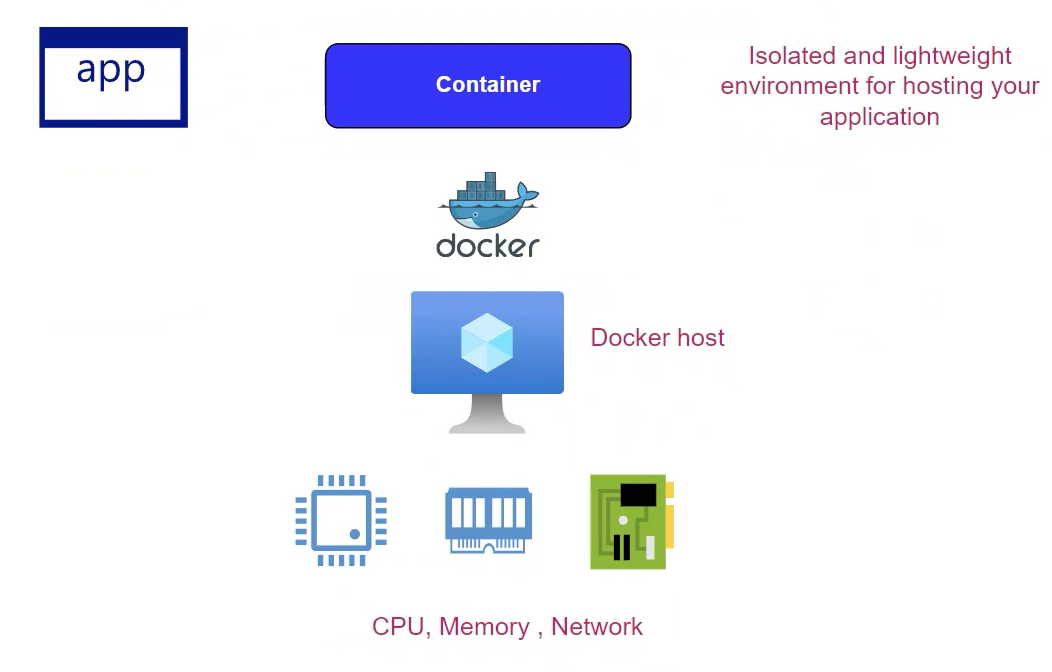 app
Container
Isolated and lightweight
environment for hosting your
application
docker
Docker host
CPU, Memory , Network